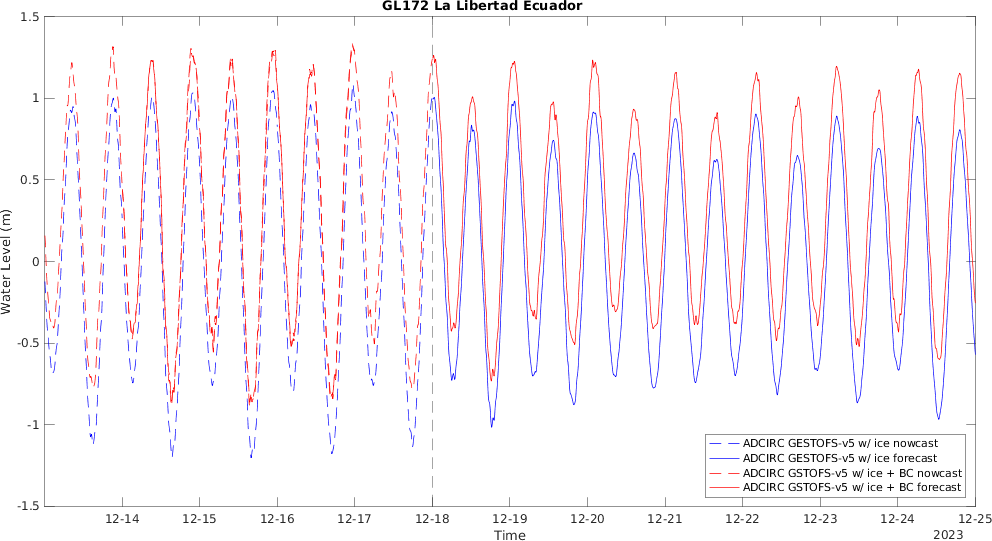 GL172 La Libertad Ecuador
1.5
1
0.5
0
-0.5
-1
-1.5
Water Level (m)
ADCIRC GESTOFS-v5 w/ ice nowcast
ADCIRC GESTOFS-v5 w/ ice forecast
ADCIRC GSTOFS-v5 w/ ice + BC nowcast
ADCIRC GSTOFS-v5 w/ ice + BC forecast
12-14 12-15 12-16 12-17 12-18 12-19 12-20 12-21 12-22 12-23 12-24 12-25
Time
2023